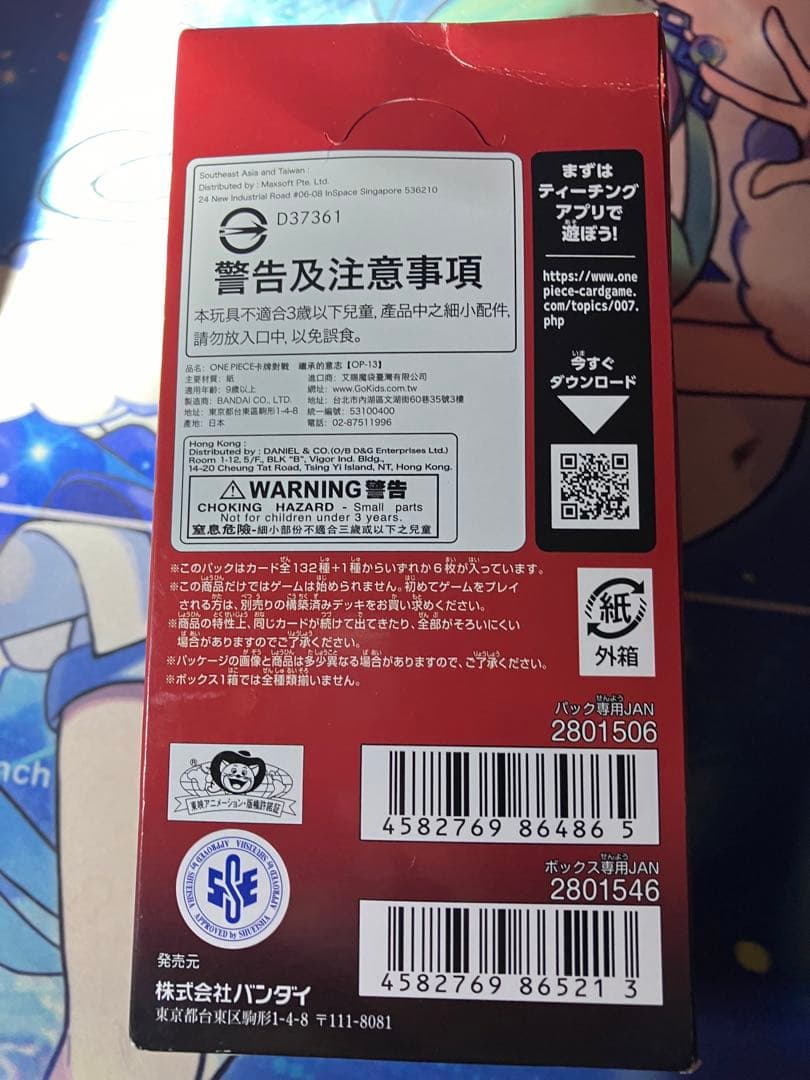 Southeast Asia and Taiwan :
Distributed by : Maxsoft Pte. Ltd.
24 New Industrial Road #06-08 InSpace Singapore 536210
D37361
警告及注意事項
本玩具不適合3歲以下兒童, 產品中之細小配件,
請勿放入口中, 以免誤食。
品名: ONE PIECE卡牌對戰 繼承的意志【OP-13】
主要材質: 紙 進口商: 艾賜魔袋臺灣有限公司
適用年齡: 9歲以上 網址: www.GoKids.com.tw
製造商: BANDAI CO., LTD. 台址: 台北市內湖區文湖街60巷35號3樓
地址: 東京都台東區駒形1-4-8 統一編號: 53100400
產地: 日本 電話: 02-87511996
Hong Kong :
Distributed by : DANIEL & CO.(O/B D&G Enterprises Ltd.)
Room 1-12, 5/F., BLK "B", Vigor Ind. Bldg.,
14-20 Cheung Tat Road, Tsing Yi Island, NT, Hong Kong.
⚠WARNING 警告
CHOKING HAZARD - Small parts
Not for children under 3 years.
窒息危險-細小部份不適合三歲或以下之兒童
まずは
ティーチング
アプリで
遊ぼう!
https://www.one
piece-cardgame.
com/topics/007.
php
今すぐ
ダウンロード
※このパックはカード全132種+1種からいずれか6枚が入っています。
※この商品だけではゲームは始められません。初めてゲームをプレイ
される方は、別売りの構築済みデッキをお買い求めください。
※商品の特性上、同じカードが続けて出てきたり、全部がそろいにくい
場合がありますのでご了承ください。
※パッケージの画像と商品は多少異なる場合がありますので、ご了承ください。
※ボックス1箱では全種類揃いません。
紙
外箱
パック専用JAN
2801506
4582769 864865
ボックス専用JAN
2801546
4582769 865213
®
東映アニメーション・版権許諾証
APPROVED by SHUEISHA
APPROVED by SHUEISHA
発売元
株式会社バンダイ
東京都台東区駒形1-4-8 〒111-8081
nch